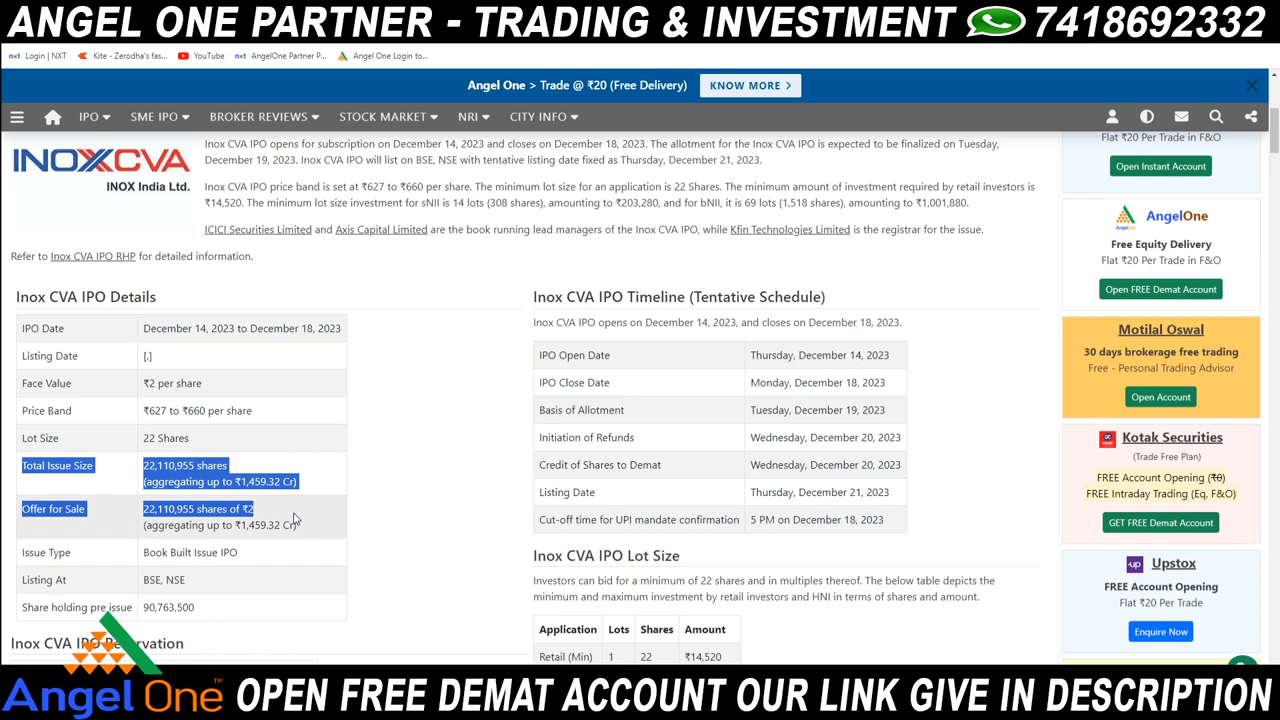 ANGEL ONE PARTNER - TRADING & INVESTMENT 7418692332
nxt Login | NXT Kite - Zerodha's fas... YouTube nxt AngelOne Partner P... Angel One Login to...
Angel One > Trade @ ₹20 (Free Delivery) KNOW MORE
IPO SME IPO BROKER REVIEWS STOCK MARKET NRI CITY INFO
INOXCVA
INOX India Ltd.
Inox CVA IPO opens for subscription on December 14, 2023 and closes on December 18, 2023. The allotment for the Inox CVA IPO is expected to be finalized on Tuesday,
December 19, 2023. Inox CVA IPO will list on BSE, NSE with tentative listing date fixed as Thursday, December 21, 2023.
Inox CVA IPO price band is set at ₹627 to ₹660 per share. The minimum lot size for an application is 22 Shares. The minimum amount of investment required by retail investors is
₹14,520. The minimum lot size investment for sNII is 14 lots (308 shares), amounting to ₹203,280, and for bNII, it is 69 lots (1,518 shares), amounting to ₹1,001,880.
ICICI Securities Limited and Axis Capital Limited are the book running lead managers of the Inox CVA IPO, while Kfin Technologies Limited is the registrar for the issue.
Refer to Inox CVA IPO RHP for detailed information.
Inox CVA IPO Details
IPO Date December 14, 2023 to December 18, 2023
Listing Date [.]
Face Value ₹2 per share
Price Band ₹627 to ₹660 per share
Lot Size 22 Shares
Total Issue Size 22,110,955 shares
(aggregating up to ₹1,459.32 Cr)
Offer for Sale 22,110,955 shares of ₹2
(aggregating up to ₹1,459.32 Cr)
Issue Type Book Built Issue IPO
Listing At BSE, NSE
Share holding pre issue 90,763,500
Inox CVA IPO Reservation
Inox CVA IPO Timeline (Tentative Schedule)
Inox CVA IPO opens on December 14, 2023, and closes on December 18, 2023.
IPO Open Date Thursday, December 14, 2023
IPO Close Date Monday, December 18, 2023
Basis of Allotment Tuesday, December 19, 2023
Initiation of Refunds Wednesday, December 20, 2023
Credit of Shares to Demat Wednesday, December 20, 2023
Listing Date Thursday, December 21, 2023
Cut-off time for UPI mandate confirmation 5 PM on December 18, 2023
Inox CVA IPO Lot Size
Investors can bid for a minimum of 22 shares and in multiples thereof. The below table depicts the
minimum and maximum investment by retail investors and HNI in terms of shares and amount.
Application Lots Shares Amount
Retail (Min) 1 22 ₹14,520
Flat ₹20 Per Trade in F&O
Open Instant Account
AngelOne
Free Equity Delivery
Flat ₹20 Per Trade in F&O
Open FREE Demat Account
Motilal Oswal
30 days brokerage free trading
Free - Personal Trading Advisor
Open Account
Kotak Securities
(Trade Free Plan)
FREE Account Opening (₹0)
FREE Intraday Trading (Eq, F&O)
GET FREE Demat Account
up Upstox
FREE Account Opening
Flat ₹20 Per Trade
Enquire Now
Angel One™ OPEN FREE DEMAT ACCOUNT OUR LINK GIVE IN DESCRIPTION